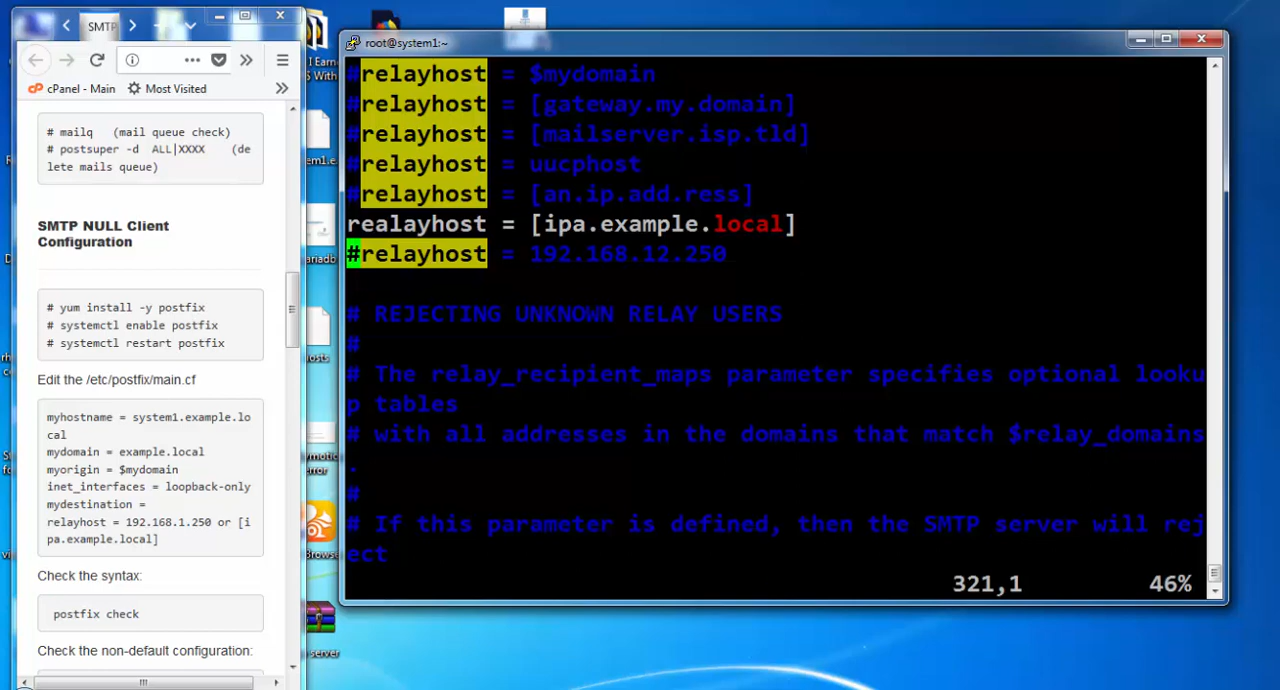 SMTP
cPanel - Main
Most Visited
# mailq (mail queue check)
# postsuper -d ALL|XXXX (de
lete mails queue)
SMTP NULL Client
Configuration
# yum install -y postfix
# systemctl enable postfix
# systemctl restart postfix
Edit the /etc/postfix/main.cf
myhostname = system1.example.lo
cal
mydomain = example.local
myorigin = $mydomain
inet_interfaces = loopback-only
mydestination =
relayhost = 192.168.1.250 or [i
pa.example.local]
Check the syntax:
postfix check
Check the non-default configuration:
I Earn
With
error
Browse
server
root@system1:~
#relayhost = $mydomain
#relayhost = [gateway.my.domain]
#relayhost = [mailserver.isp.tld]
#relayhost = uucphost
#relayhost = [an.ip.add.ress]
realayhost = [ipa.example.local]
#relayhost = 192.168.12.250
# REJECTING UNKNOWN RELAY USERS
#
# The relay_recipient_maps parameter specifies optional looku
p tables
# with all addresses in the domains that match $relay_domains
.
#
# If this parameter is defined, then the SMTP server will rej
ect
321,1 46%